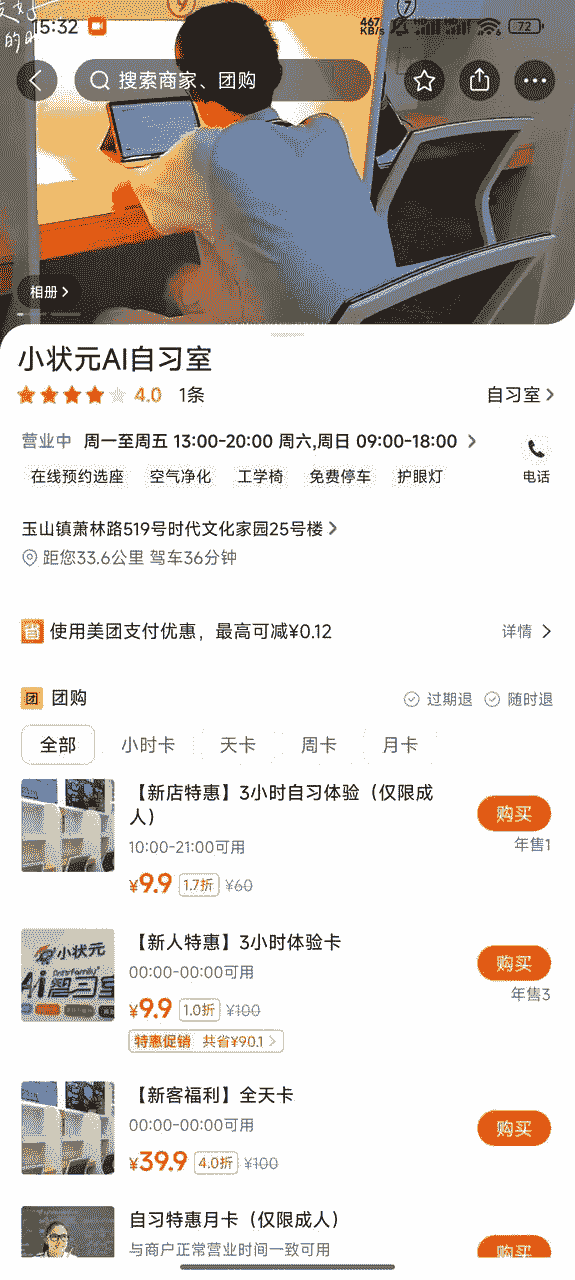 的
15:32
467
KB/s
72
⑨
⑦
搜索商家、团购
相册
小状元AI自习室
4.0 1条
自习室
营业中 周一至周五 13:00-20:00 周六,周日 09:00-18:00
在线预约选座 空气净化 工学椅 免费停车 护眼灯
电话
玉山镇萧林路519号时代文化家园25号楼
距您33.6公里 驾车36分钟
省 使用美团支付优惠，最高可减¥0.12
详情
团 团购
过期退 随时退
全部 小时卡 天卡 周卡 月卡
【新店特惠】3小时自习体验（仅限成
人）
10:00-21:00可用
¥9.9 1.7折 ¥60
购买
年售1
小状元
【新人特惠】3小时体验卡
00:00-00:00可用
¥9.9 1.0折 ¥100
特惠促销 共省¥90.1
购买
年售3
【新客福利】全天卡
00:00-00:00可用
¥39.9 4.0折 ¥100
购买
自习特惠月卡（仅限成人）
与商户正常营业时间一致可用
购买